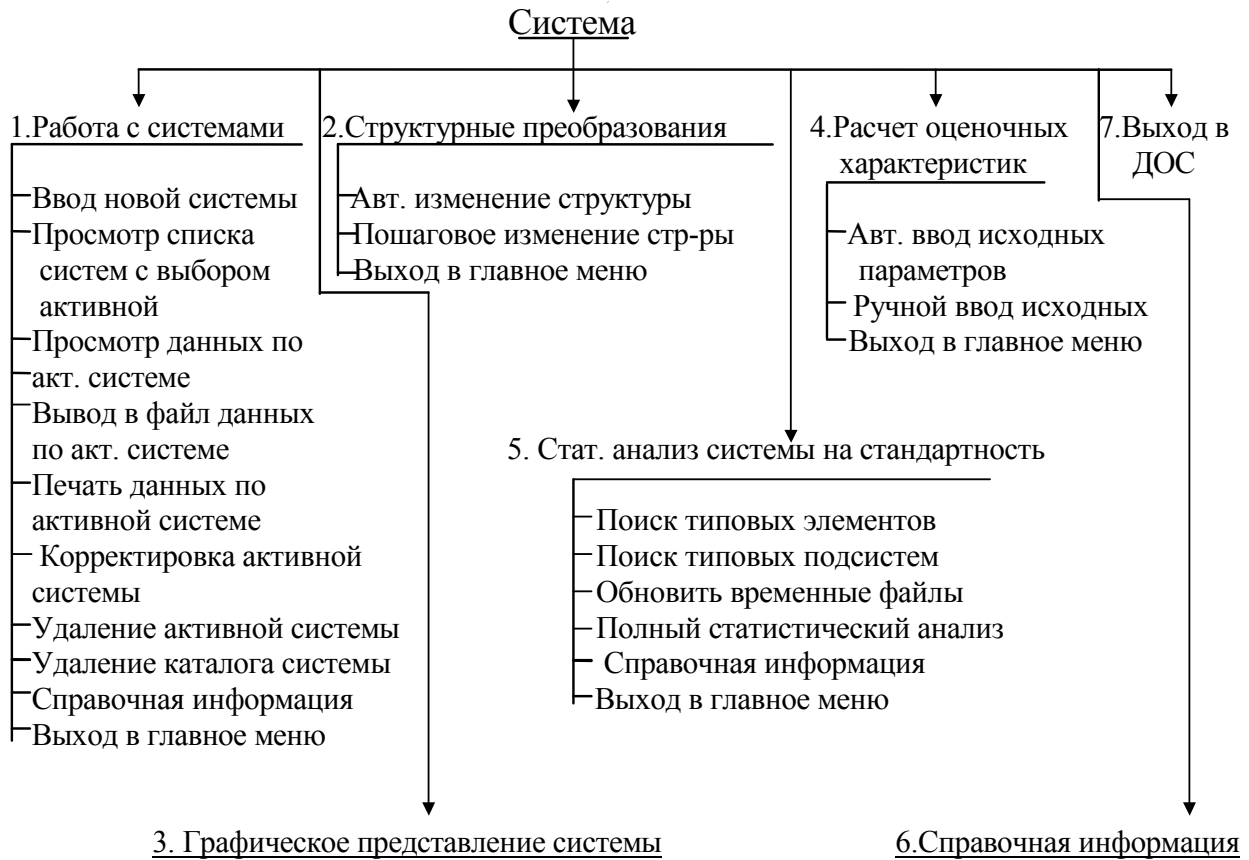 Система
1.Работа с системами
Ввод новой системы
Просмотр списка
систем с выбором
активной
Просмотр данных по
акт. системе
Вывод в файл данных
по акт. системе
Печать данных по
активной системе
Корректировка активной
системы
Удаление активной системы
Удаление каталога системы
Справочная информация
Выход в главное меню
2.Структурные преобразования
Авт. изменение структуры
Пошаговое изменение стр-ры
Выход в главное меню
4.Расчет оценочных
характеристик
Авт. ввод исходных
параметров
Ручной ввод исходных
Выход в главное меню
7.Выход в
ДОС
5. Стат. анализ системы на стандартность
Поиск типовых элементов
Поиск типовых подсистем
Обновить временные файлы
Полный статистический анализ
Справочная информация
Выход в главное меню
3. Графическое представление системы
6.Справочная информация